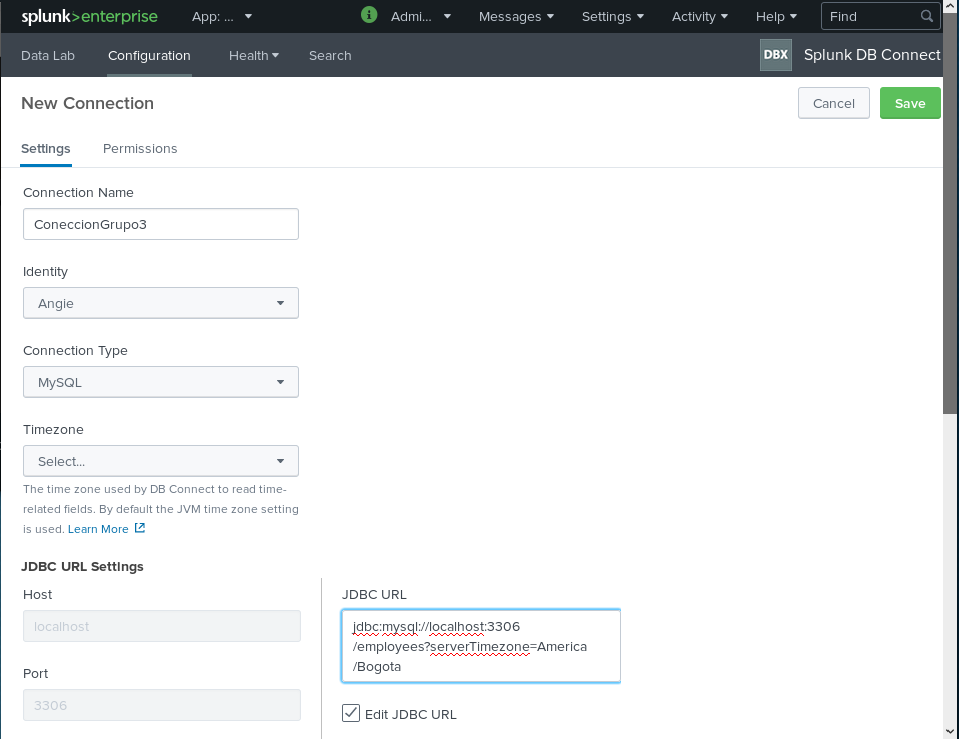 splunk>enterprise App: ... i Admi... Messages Settings Activity Help Find
Data Lab Configuration Health Search DBX Splunk DB Connect
New Connection Cancel Save
Settings Permissions
Connection Name
ConeccionGrupo3
Identity
Angie
Connection Type
MySQL
Timezone
Select...
The time zone used by DB Connect to read time-
related fields. By default the JVM time zone setting
is used. Learn More
JDBC URL Settings
Host
localhost
Port
3306
JDBC URL
jdbc:mysql://localhost:3306
/employees?serverTimezone=America
/Bogota
Edit JDBC URL